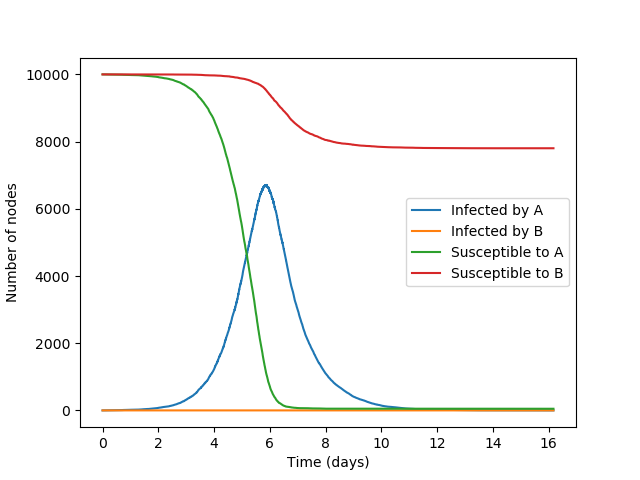 10000
8000
6000
4000
2000
0
Number of nodes
Infected by A
Infected by B
Susceptible to A
Susceptible to B
0 2 4 6 8 10 12 14 16
Time (days)